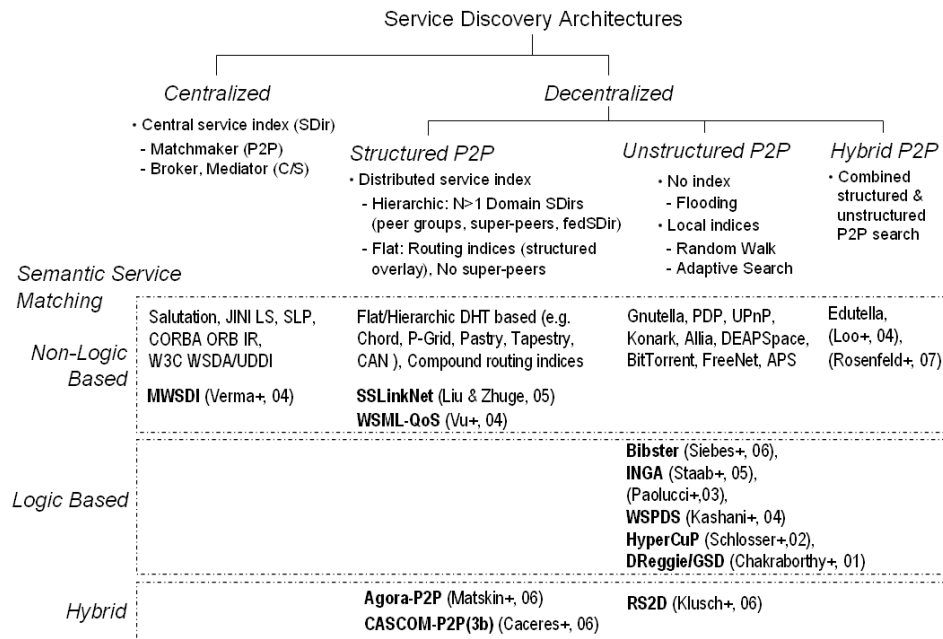 Service Discovery Architectures
Centralized
Decentralized
· Central service index (SDir)
- Matchmaker (P2P)
- Broker, Mediator (C/S)
Structured P2P
Unstructured P2P
Hybrid P2P
· Distributed service index
- Hierarchic: N>1 Domain SDirs
(peer groups, super-peers, fedSDir)
- Flat: Routing indices (structured
overlay), No super-peers
· No index
- Flooding
· Local indices
- Random Walk
- Adaptive Search
· Combined
structured &
unstructured
P2P search
Semantic Service
Matching
Non-Logic
Based
Salutation, JINI LS, SLP,
CORBA ORB IR,
W3C WSDA/UDDI
MWSDI (Verma+, 04)
Flat/Hierarchic DHT based (e.g.
Chord, P-Grid, Pastry, Tapestry,
CAN ), Compound routing indices
SSLinkNet (Liu & Zhuge, 05)
WSML-QoS (Vu+, 04)
Gnutella, PDP, UPnP,
Konark, Allia, DEAPSpace,
BitTorrent, FreeNet, APS
Edutella,
(Loo+, 04),
(Rosenfeld+, 07)
Logic Based
Bibster (Siebes+, 06),
INGA (Staab+, 05),
(Paolucci+,03),
WSPDS (Kashani+, 04)
HyperCuP (Schlosser+,02),
DReggie/GSD (Chakraborthy+, 01)
Hybrid
Agora-P2P (Matskin+, 06)
CASCOM-P2P(3b) (Caceres+, 06)
RS2D (Klusch+, 06)